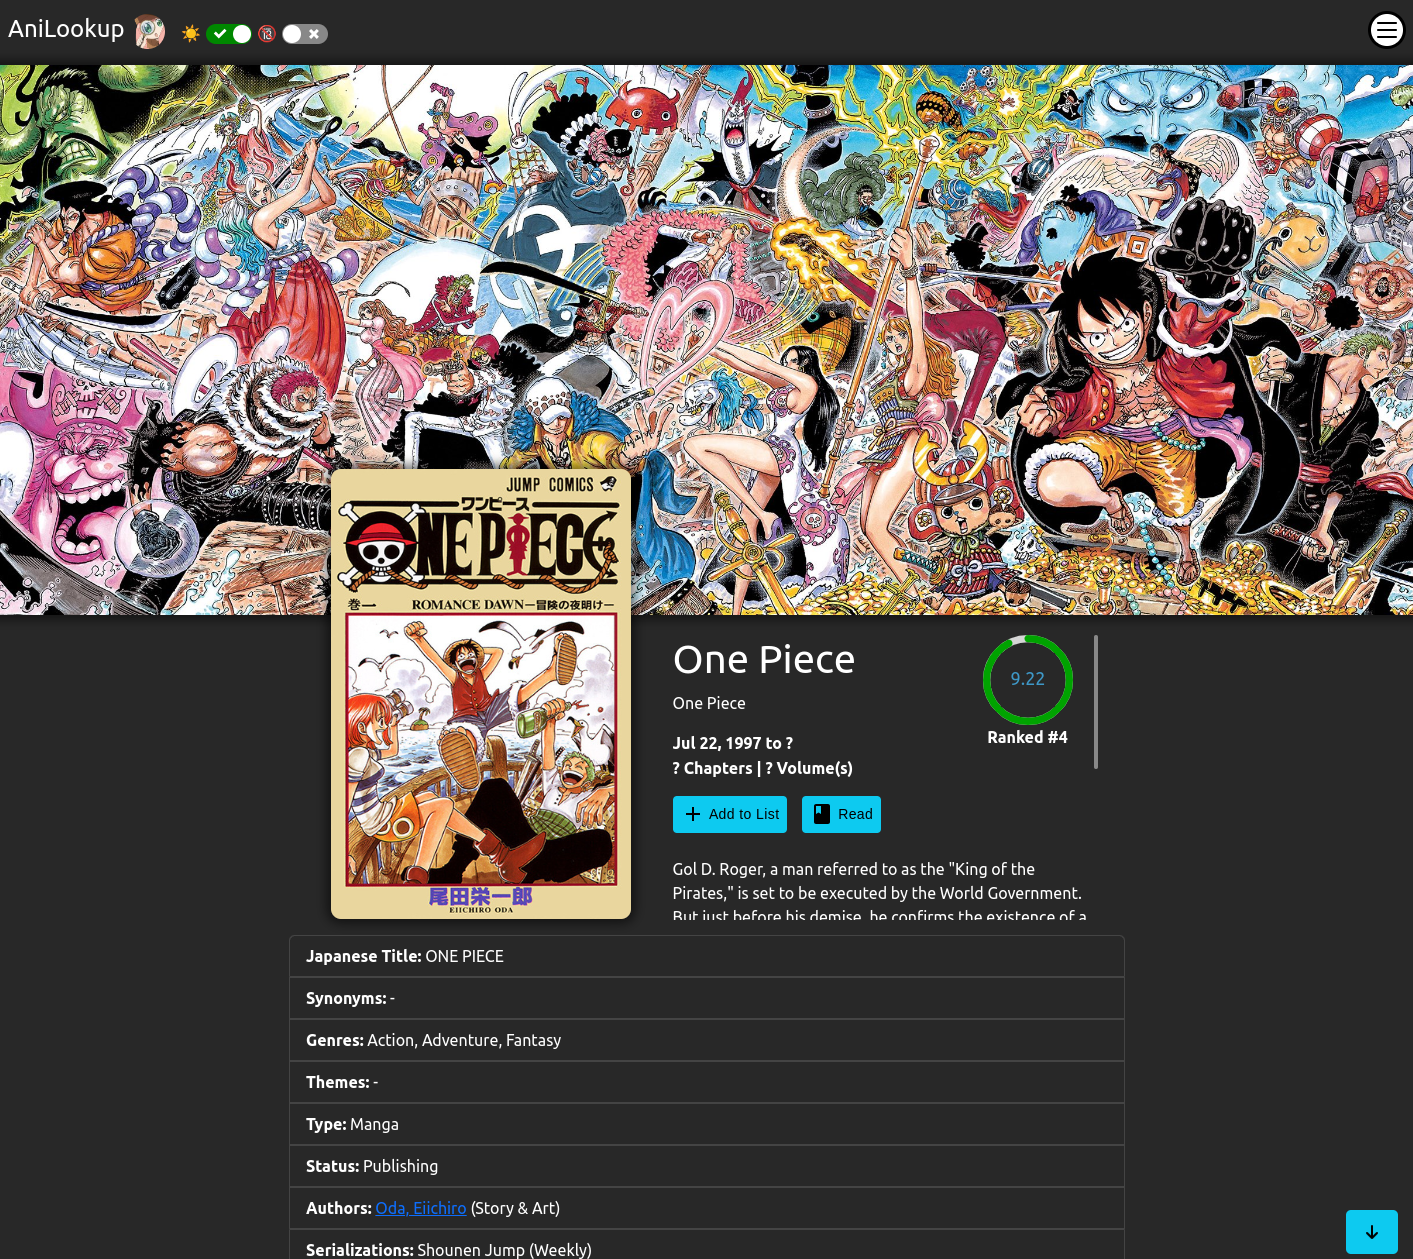 AniLookup
JUMP COMICS
ワンピース
ONE PIECE
巻一 ROMANCE DAWN—冒険の夜明け—
尾田栄一郎
EIICHIRO ODA
One Piece
One Piece
Jul 22, 1997 to ?
? Chapters | ? Volume(s)
9.22
Ranked #4
Add to List
Read
Gol D. Roger, a man referred to as the "King of the
Pirates," is set to be executed by the World Government.
But just before his demise, he confirms the existence of a
Japanese Title: ONE PIECE
Synonyms: -
Genres: Action, Adventure, Fantasy
Themes: -
Type: Manga
Status: Publishing
Authors: Oda, Eiichiro (Story & Art)
Serializations: Shounen Jump (Weekly)